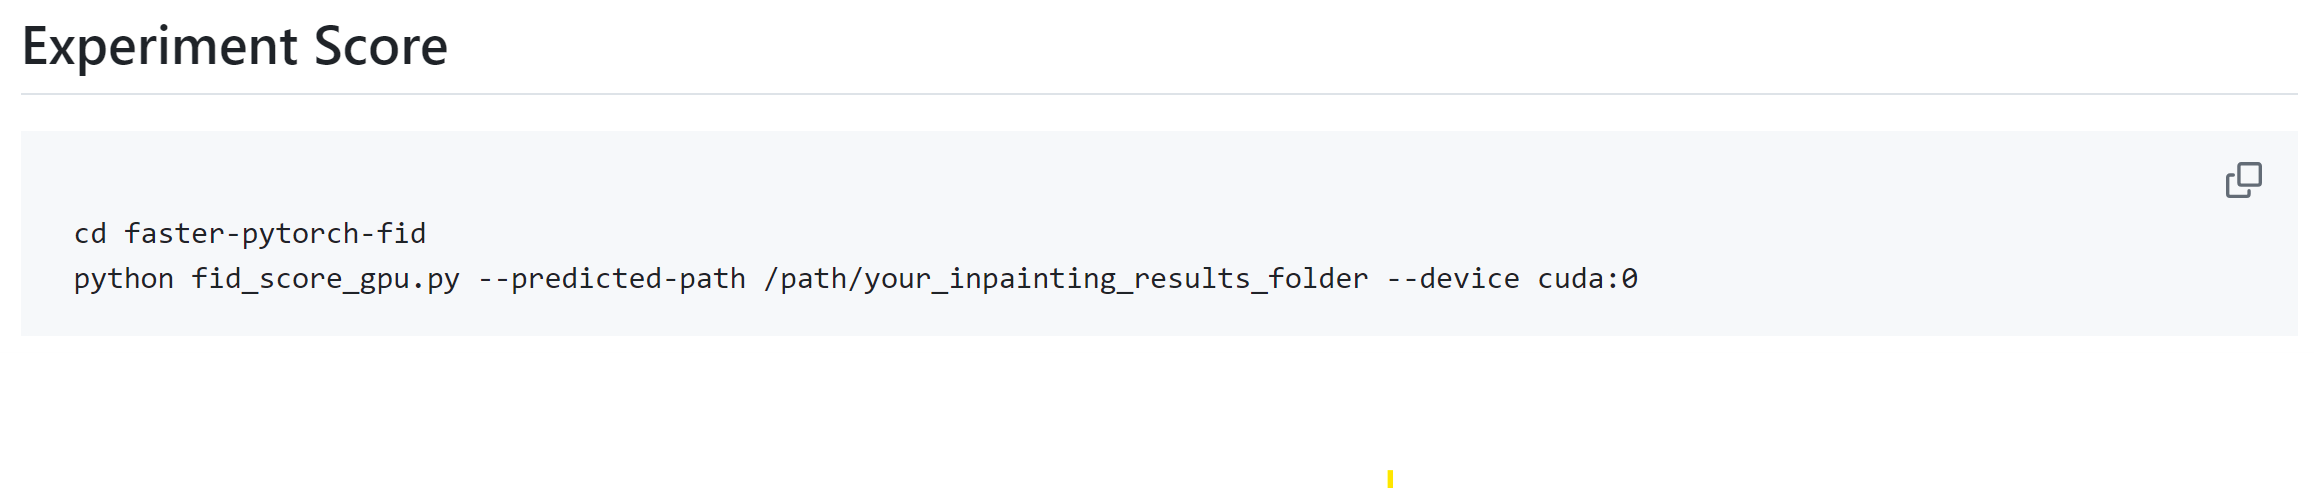 Experiment Score
cd faster-pytorch-fid
python fid_score_gpu.py --predicted-path /path/your_inpainting_results_folder --device cuda:0